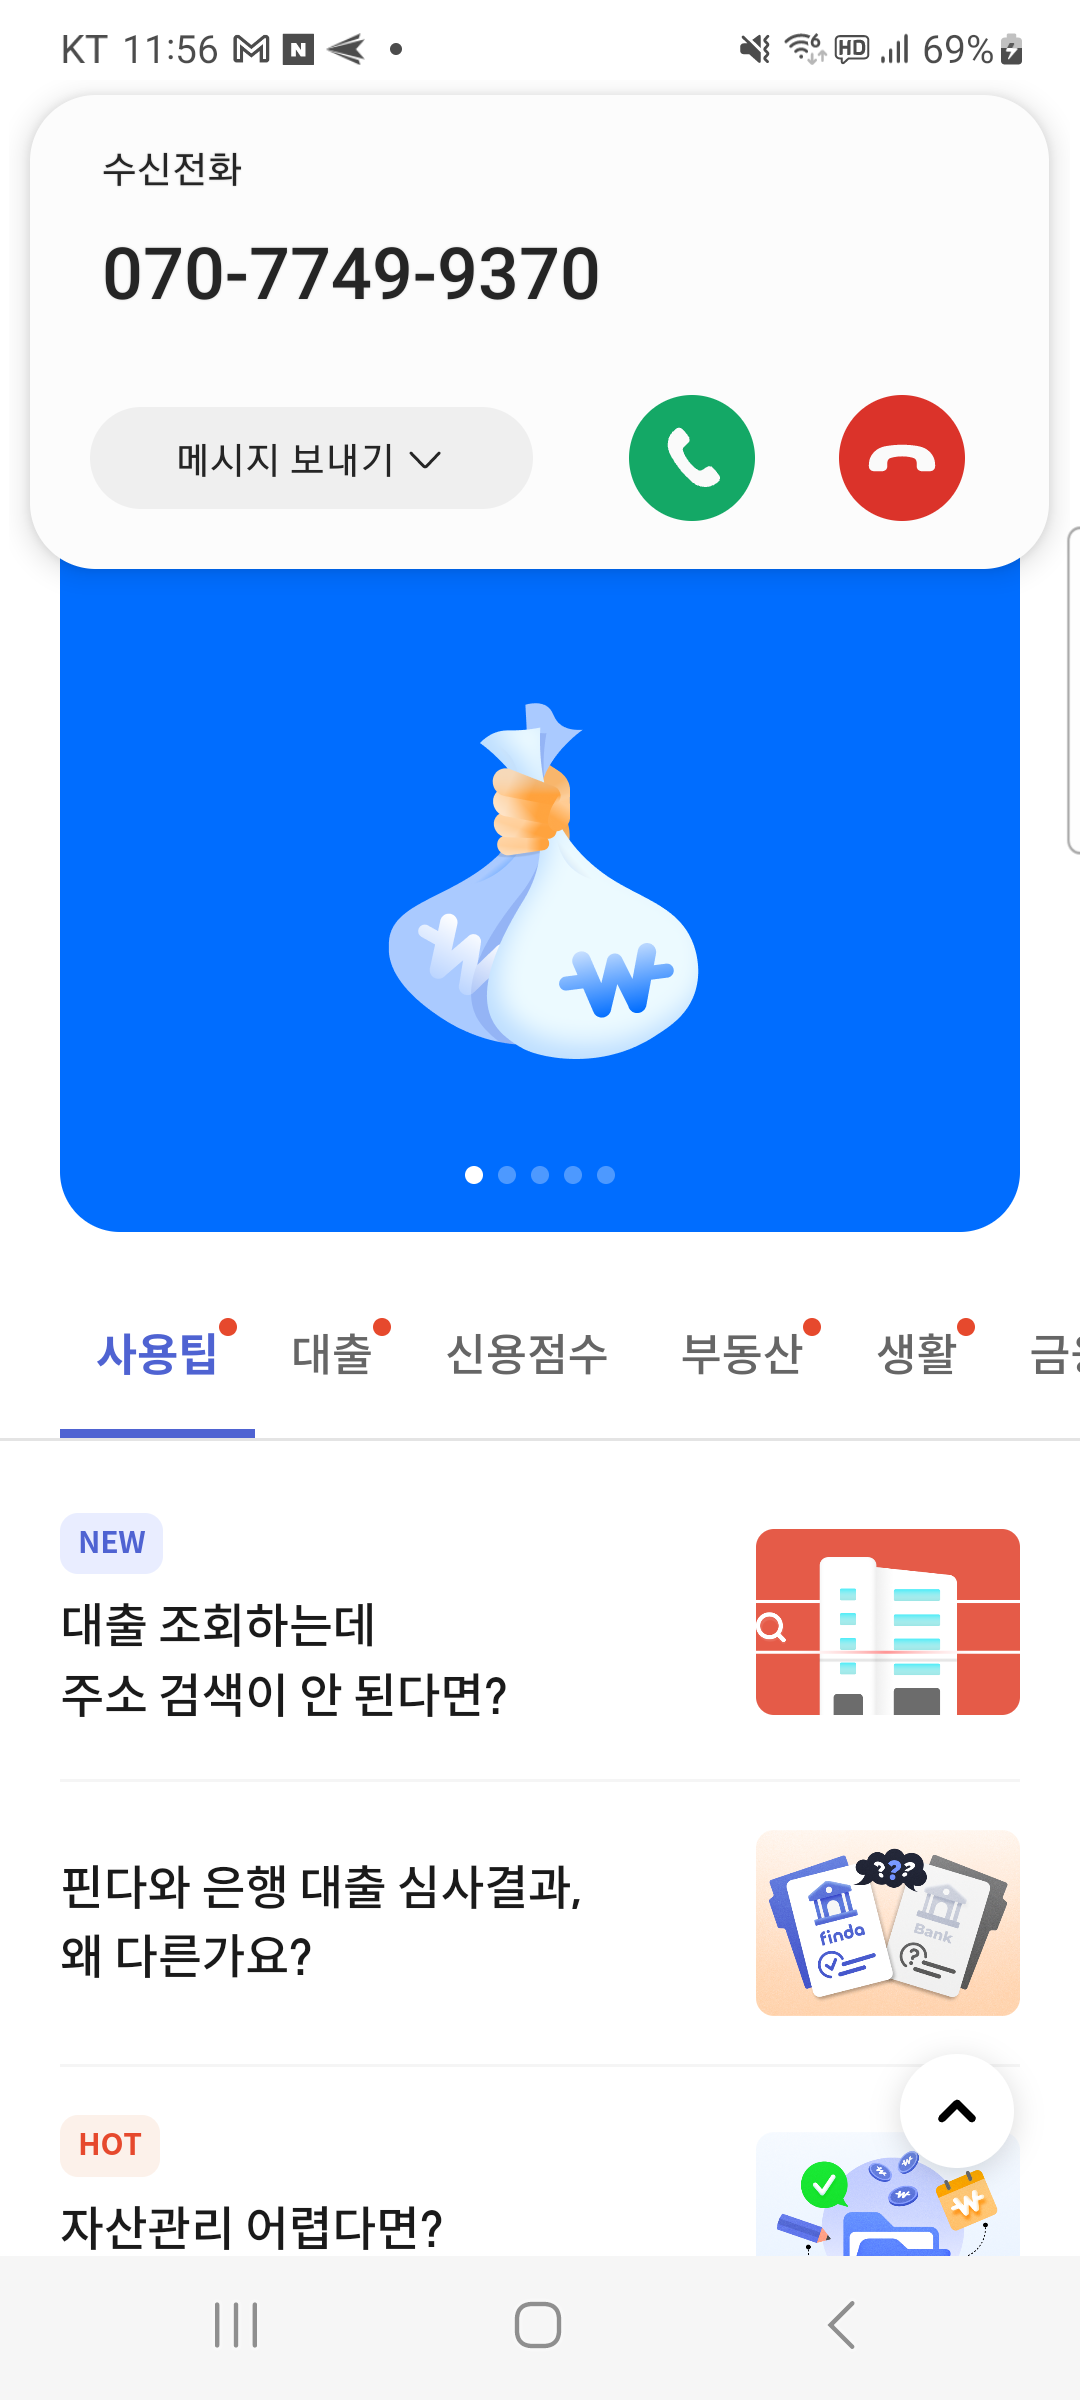 KT 11:56
HD 69%
수신전화
070-7749-9370
메시지 보내기
사용팁 대출 신용점수 부동산 생활
NEW
대출 조회하는데
주소 검색이 안 된다면?
핀다와 은행 대출 심사결과,
왜 다른가요?
finda
Bank
HOT
자산관리 어렵다면?